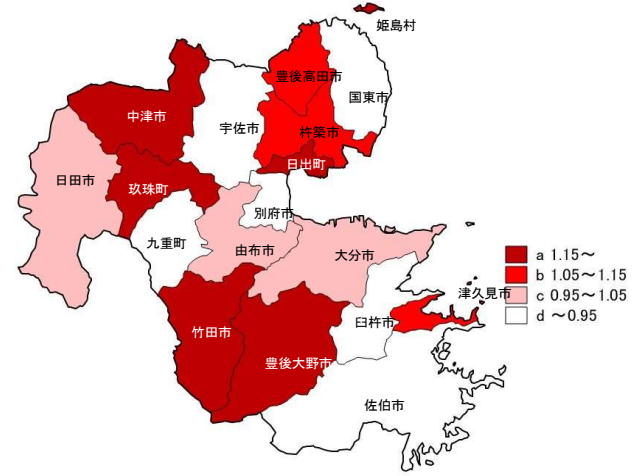 姫島村
豊後高田市
国東市
中津市
宇佐市
杵築市
日出町
日田市
玖珠町
別府市
九重町
由布市
大分市
a 1.15～
b 1.05～1.15
c 0.95～1.05
d ～0.95
津久見市
臼杵市
竹田市
豊後大野市
佐伯市